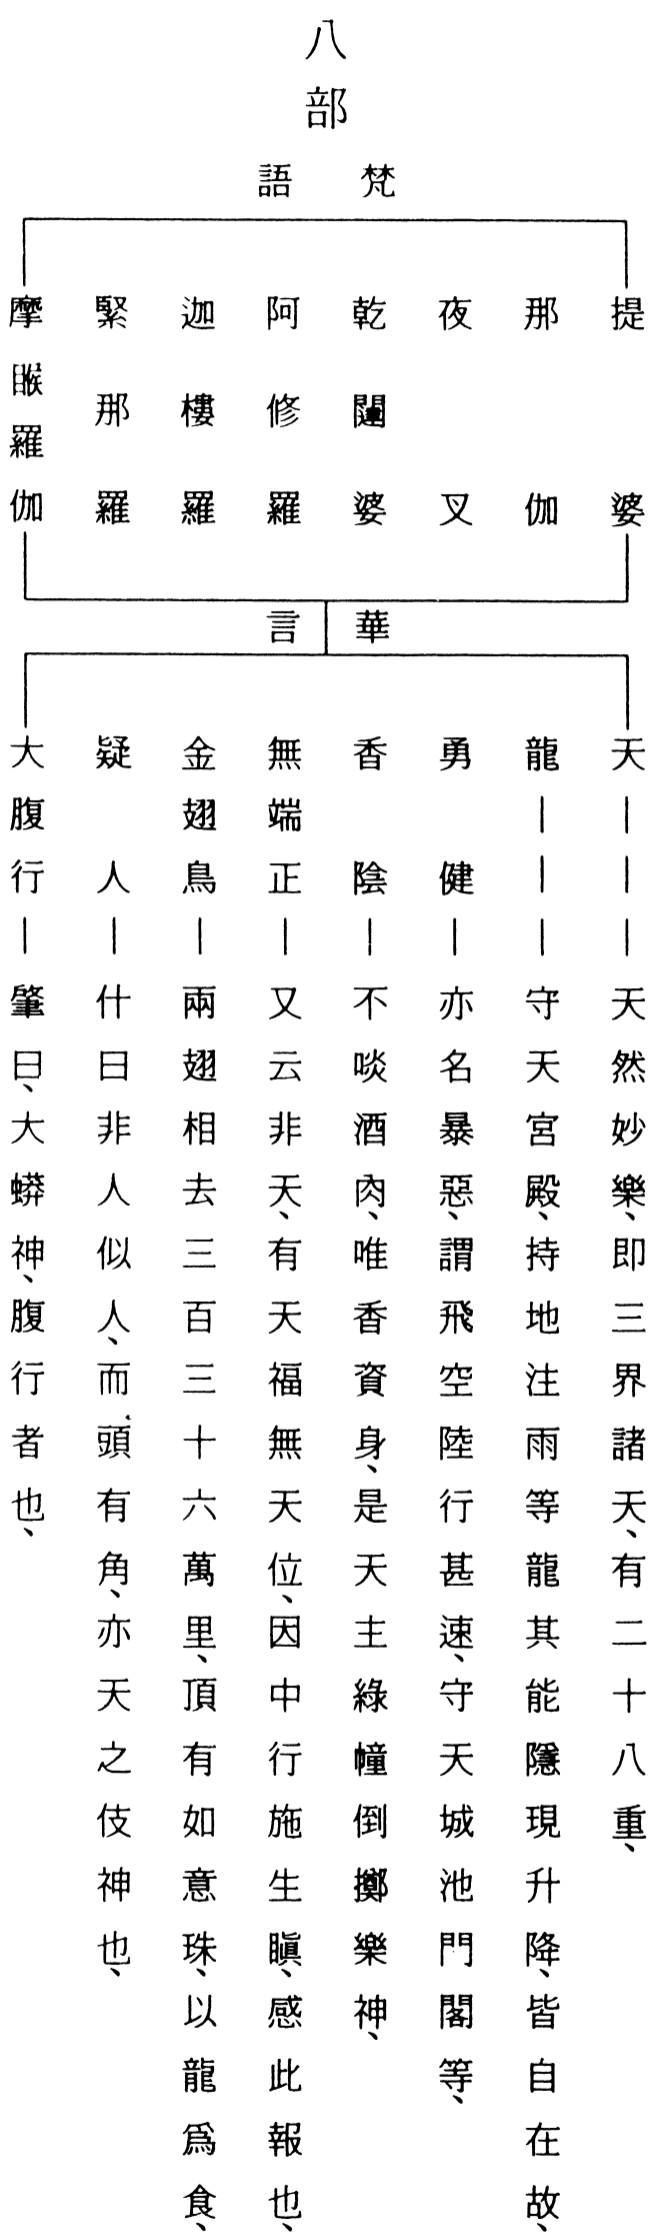 八部
梵語
提婆
那伽
夜叉
乾闥婆
阿修羅
迦樓羅
緊那羅
摩睺羅伽
華言
天｜｜｜天然妙樂、即三界諸天、有二十八重、
龍｜｜｜守天宮殿、持地注雨等龍其能隱現升降、皆自在故、
勇健｜亦名暴惡、謂飛空陸行甚速、守天城池門閣等、
香陰｜不啖酒肉、唯香資身、是天主綠幢倒擲樂神、
無端正｜又云非天、有天福無天位、因中行施生瞋、感此報也、
金翅鳥｜兩翅相去三百三十六萬里、頂有如意珠、以龍爲食、
疑人｜什曰非人似人、而頭有角、亦天之伎神也、
大腹行｜肇曰、大蟒神、腹行者也、